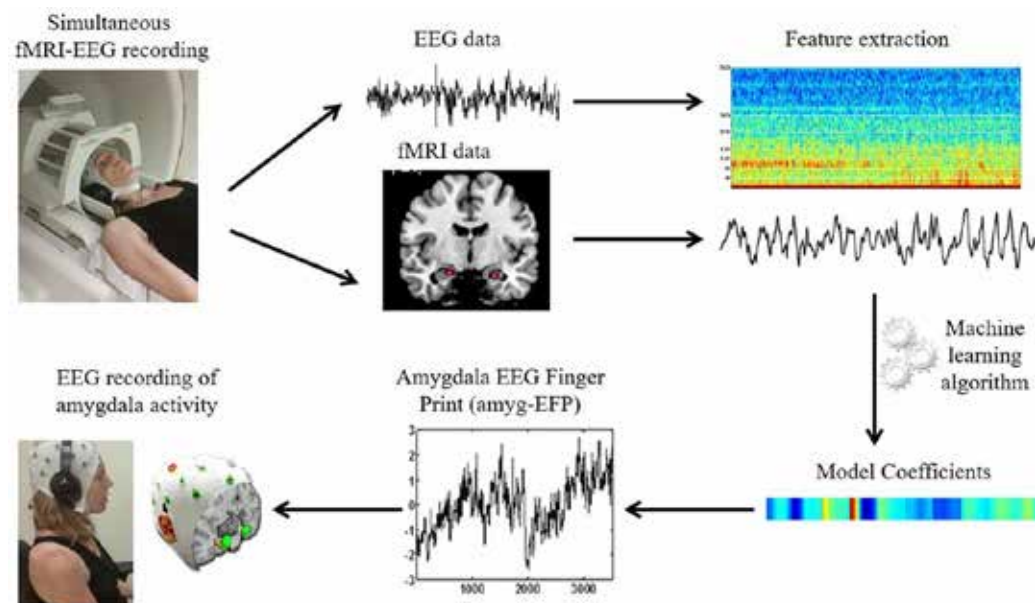 Simultaneous
fMRI-EEG recording
EEG data
Feature extraction
fMRI data
Machine
learning
algorithm
EEG recording of
amygdala activity
Amygdala EEG Finger
Print (amyg-EFP)
Model Coefficients
3
2
1
0
-1
-2
-3
1000
2000
3000